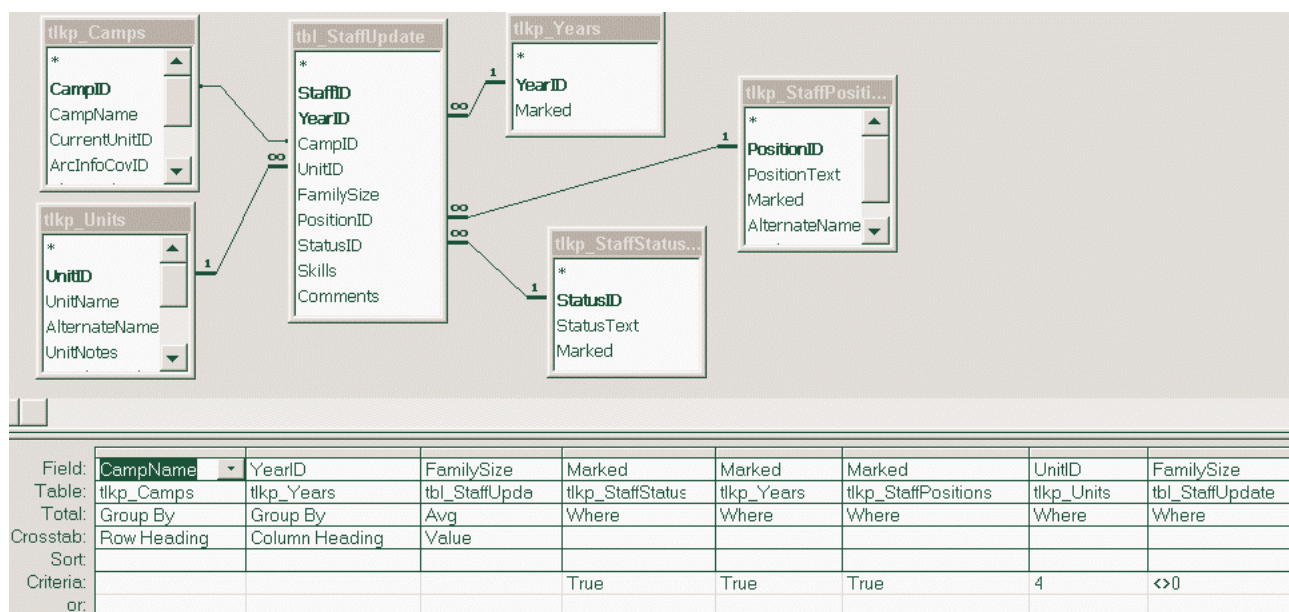 tlkp_Camps
*
CampID
CampName
CurrentUnitID
ArcInfoCovID
tbl_StaffUpdate
*
StaffID
YearID
CampID
UnitID
FamilySize
PositionID
StatusID
Skills
Comments
tlkp_Years
*
YearID
Marked
tlkp_StaffPositi...
*
PositionID
PositionText
Marked
AlternateName
tlkp_Units
*
UnitID
UnitName
AlternateName
UnitNotes
tlkp_StaffStatus...
*
StatusID
StatusText
Marked
1 ∞
1 ∞
1 ∞
1 ∞
Field: CampName YearID FamilySize Marked Marked Marked UnitID FamilySize
Table: tlkp_Camps tlkp_Years tbl_StaffUpda tlkp_StaffStatus tlkp_Years tlkp_StaffPositions tlkp_Units tbl_StaffUpdate
Total: Group By Group By Avg Where Where Where Where Where
Crosstab: Row Heading Column Heading Value
Sort:
Criteria: True True True 4 <>0
or: